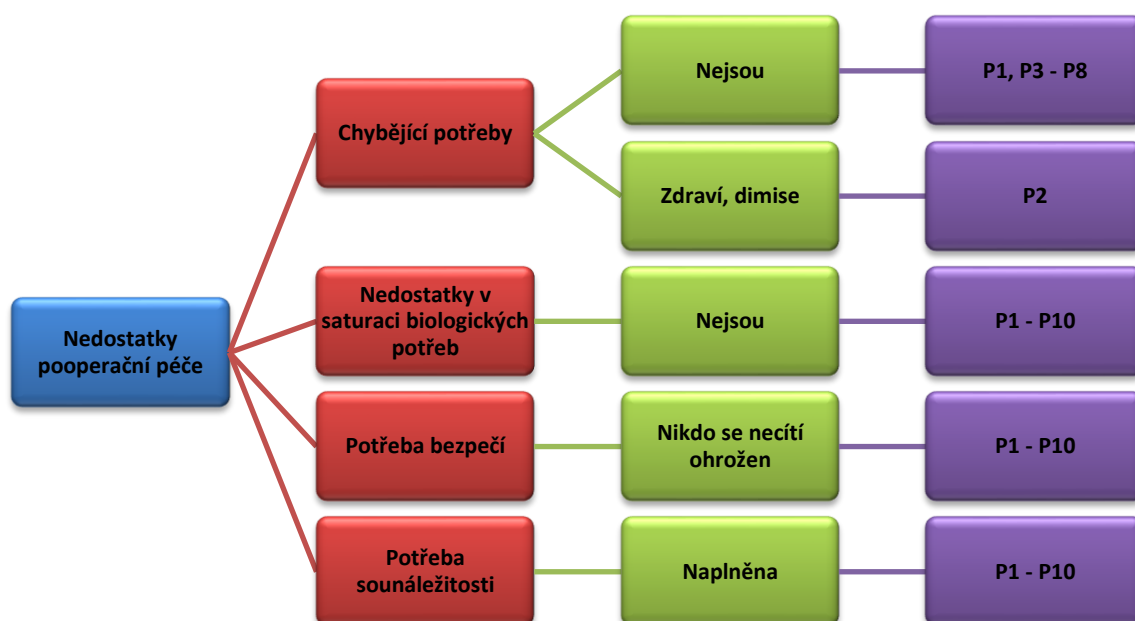 Nejsou
P1, P3 - P8
Chybějící potřeby
Zdraví, dimise
P2
Nedostatky
pooperační péče
Nedostatky v
saturaci biologických
potřeb
Nejsou
P1 - P10
Potřeba bezpečí
Nikdo se necítí
ohrožen
P1 - P10
Potřeba
sounáležitosti
Naplněna
P1 - P10